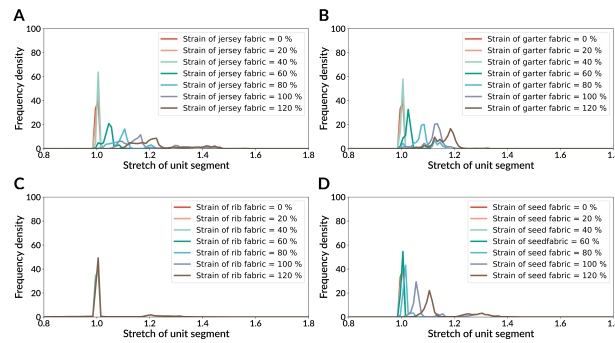 A
Frequency density
100
80
60
40
20
0
Strain of jersey fabric = 0 %
Strain of jersey fabric = 20 %
Strain of jersey fabric = 40 %
Strain of jersey fabric = 60 %
Strain of jersey fabric = 80 %
Strain of jersey fabric = 100 %
Strain of jersey fabric = 120 %
0.8 1.0 1.2 1.4 1.6 1.8
Stretch of unit segment
B
Frequency density
100
80
60
40
20
0
Strain of garter fabric = 0 %
Strain of garter fabric = 20 %
Strain of garter fabric = 40 %
Strain of garter fabric = 60 %
Strain of garter fabric = 80 %
Strain of garter fabric = 100 %
Strain of garter fabric = 120 %
0.8 1.0 1.2 1.4 1.6 1.8
Stretch of unit segment
C
Frequency density
100
80
60
40
20
0
Strain of rib fabric = 0 %
Strain of rib fabric = 20 %
Strain of rib fabric = 40 %
Strain of rib fabric = 60 %
Strain of rib fabric = 80 %
Strain of rib fabric = 100 %
Strain of rib fabric = 120 %
0.8 1.0 1.2 1.4 1.6 1.8
Stretch of unit segment
D
Frequency density
100
80
60
40
20
0
Strain of seed fabric = 0 %
Strain of seed fabric = 20 %
Strain of seed fabric = 40 %
Strain of seedfabric = 60 %
Strain of seed fabric = 80 %
Strain of seed fabric = 100 %
Strain of seed fabric = 120 %
0.8 1.0 1.2 1.4 1.6 1.8
Stretch of unit segment